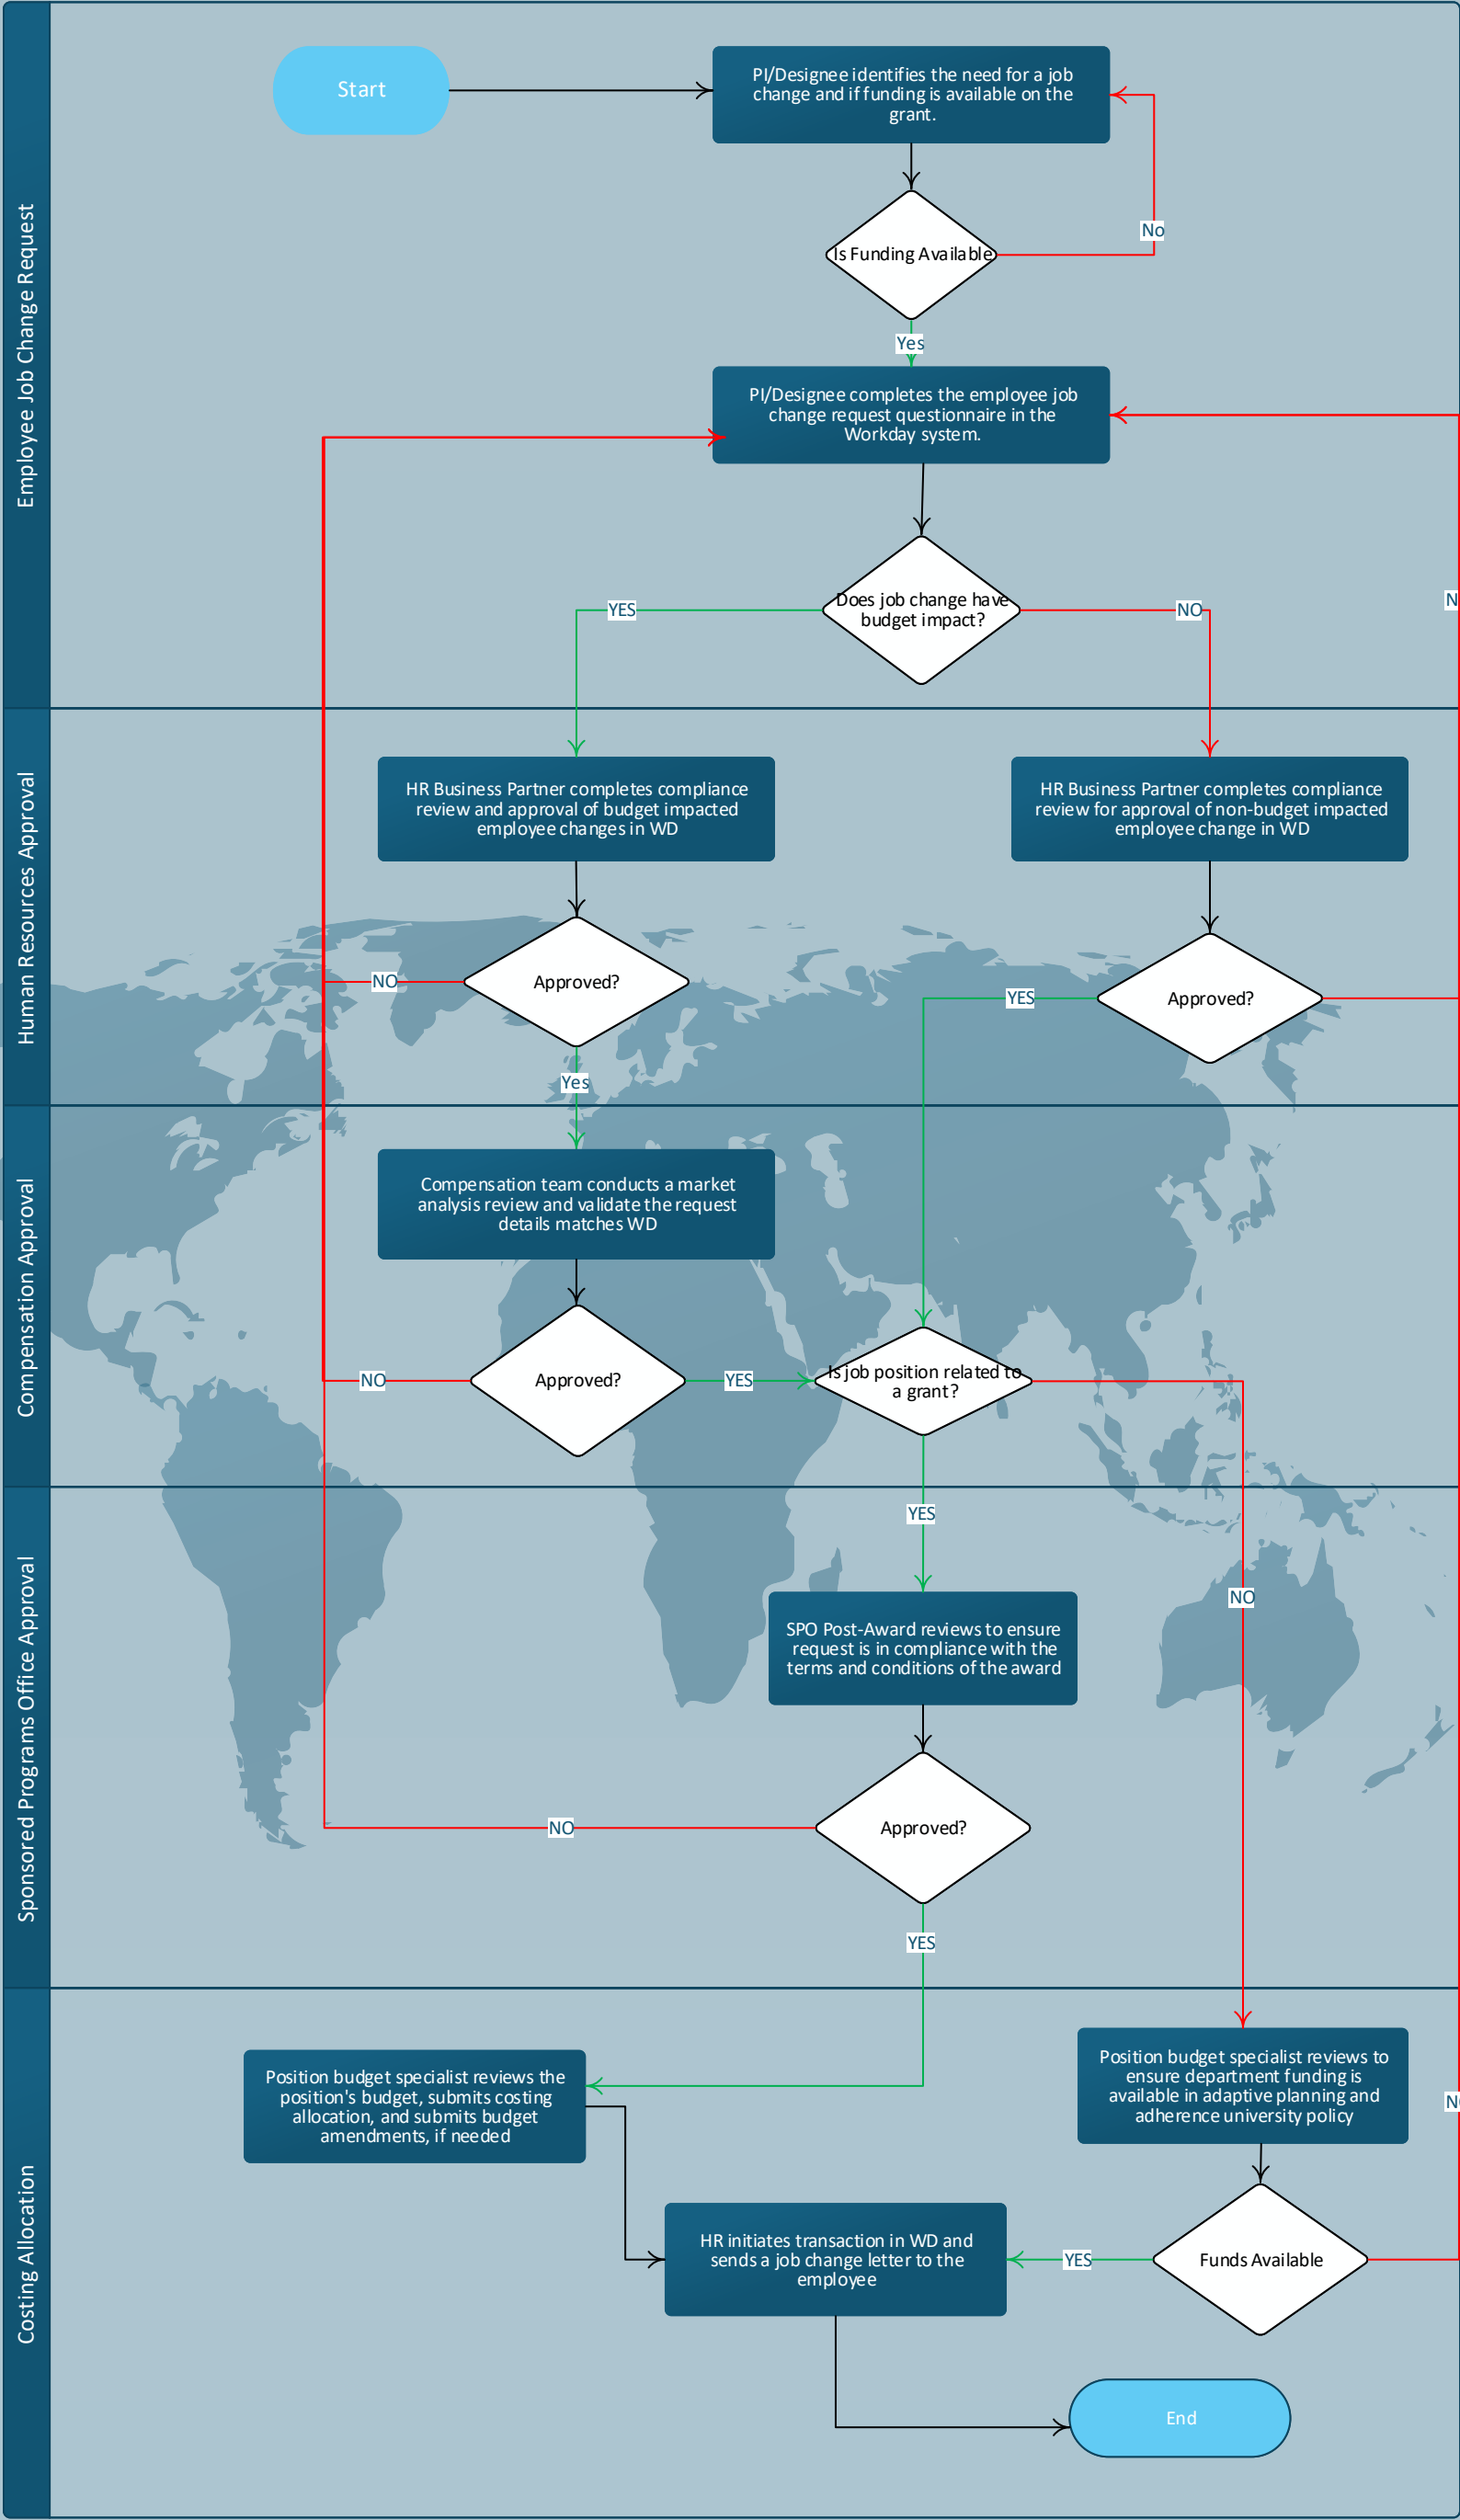 Employee Job Change Request
Start
PI/Designee identifies the need for a job
change and if funding is available on the
grant.
No
Is Funding Available
Yes
PI/Designee completes the employee job
change request questionnaire in the
Workday system.
Does job change have
budget impact?
YES
NO
N
Human Resources Approval
HR Business Partner completes compliance
review and approval of budget impacted
employee changes in WD
HR Business Partner completes compliance
review for approval of non-budget impacted
employee change in WD
NO
Approved?
YES
Approved?
Yes
Compensation Approval
Compensation team conducts a market
analysis review and validate the request
details matches WD
NO
Approved?
YES
Is job position related to
a grant?
Sponsored Programs Office Approval
YES
NO
SPO Post-Award reviews to ensure
request is in compliance with the
terms and conditions of the award
NO
Approved?
YES
Costing Allocation
Position budget specialist reviews the
position's budget, submits costing
allocation, and submits budget
amendments, if needed
Position budget specialist reviews to
ensure department funding is
available in adaptive planning and
adherence university policy
NO
HR initiates transaction in WD and
sends a job change letter to the
employee
YES
Funds Available
End